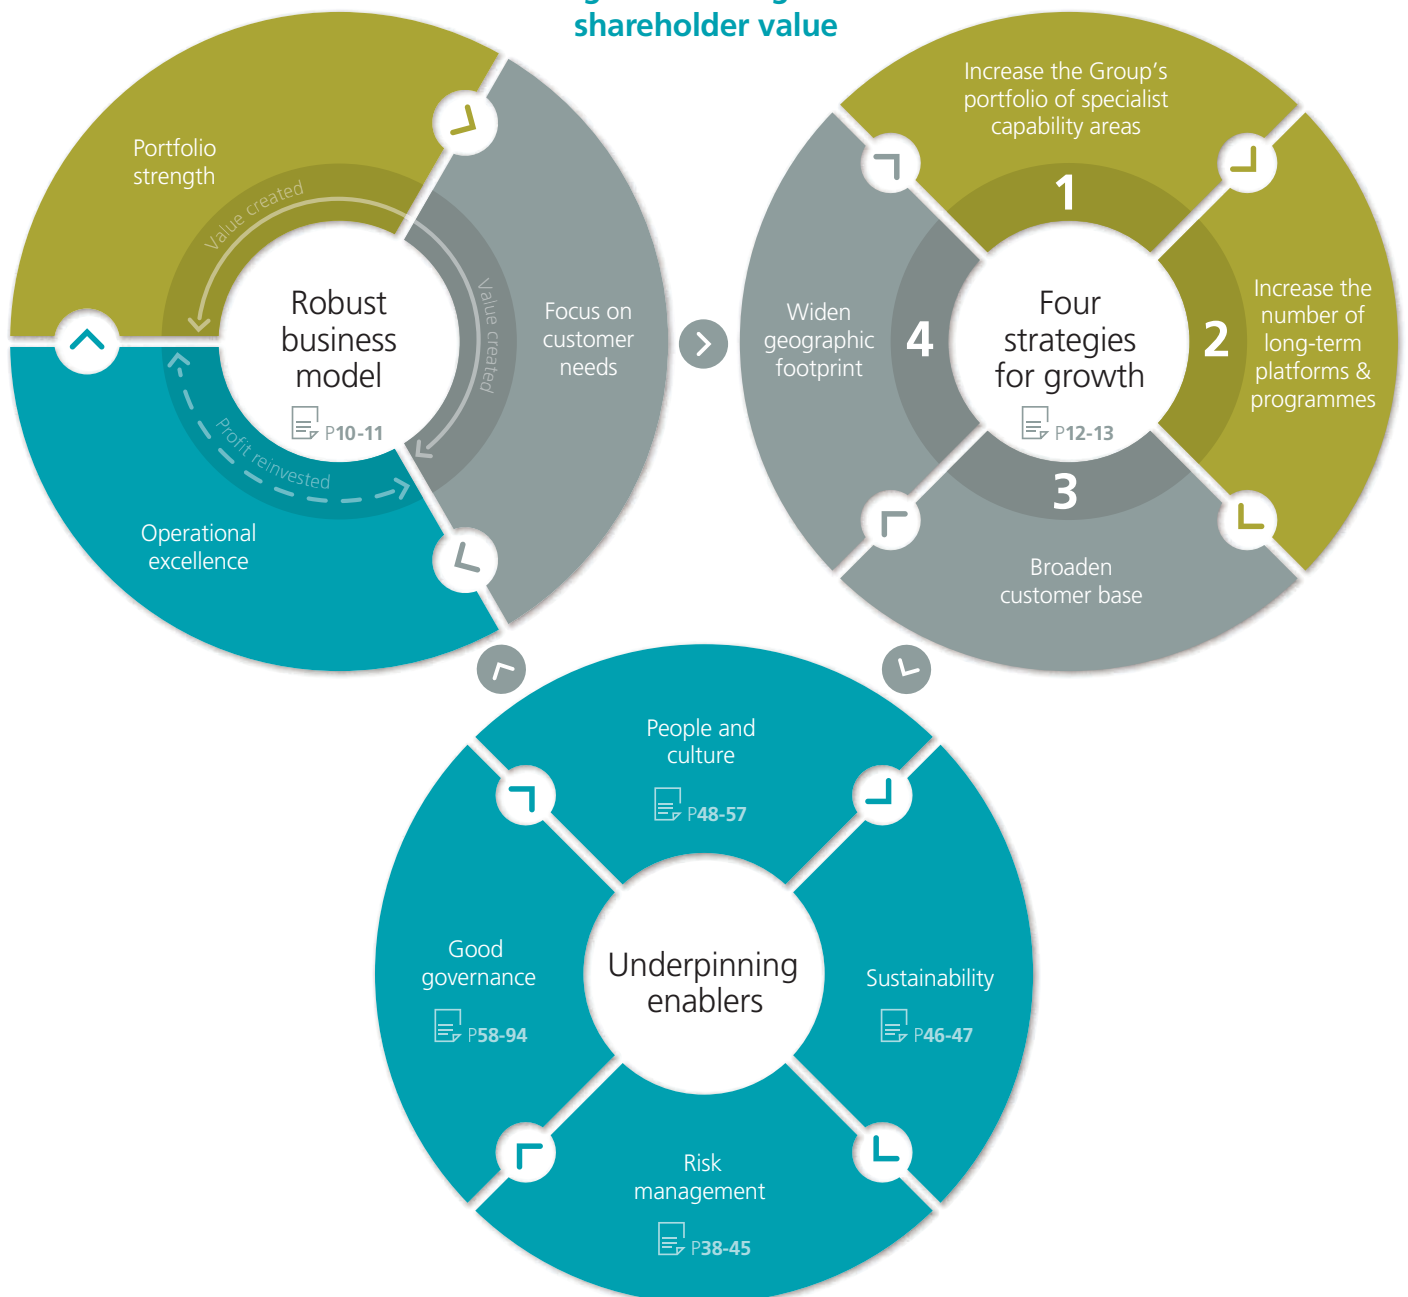 shareholder value
Portfolio
strength
Value created
Value created
Focus on
customer
needs
Robust
business
model
P10-11
Profit reinvested
Operational
excellence
Increase the Group's
portfolio of specialist
capability areas
1
Increase the
number of
long-term
platforms &
programmes
2
Four
strategies
for growth
P12-13
3
Broaden
customer base
Widen
geographic
footprint
4
People and
culture
P48-57
Sustainability
P46-47
Underpinning
enablers
Risk
management
P38-45
Good
governance
P58-94